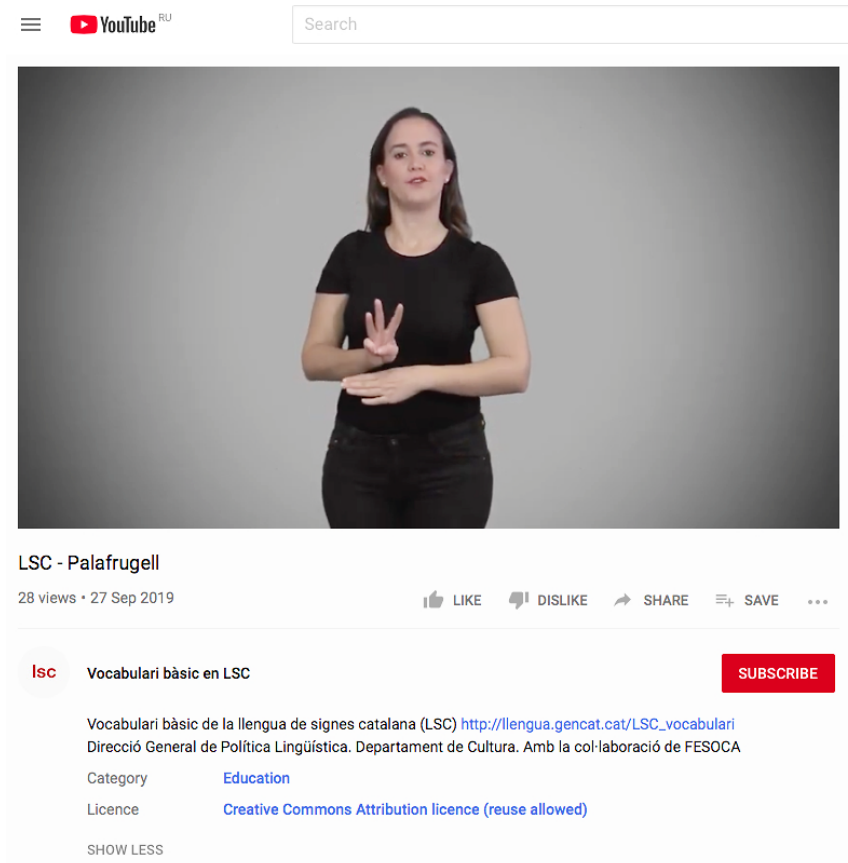 YouTube RU
Search
LSC - Palafrugell
28 views • 27 Sep 2019
LIKE DISLIKE SHARE SAVE
lsc Vocabulari bàsic en LSC SUBSCRIBE
Vocabulari bàsic de la llengua de signes catalana (LSC) http://llengua.gencat.cat/LSC_vocabulari
Direcció General de Política Lingüística. Departament de Cultura. Amb la col·laboració de FESOCA
Category Education
Licence Creative Commons Attribution licence (reuse allowed)
SHOW LESS